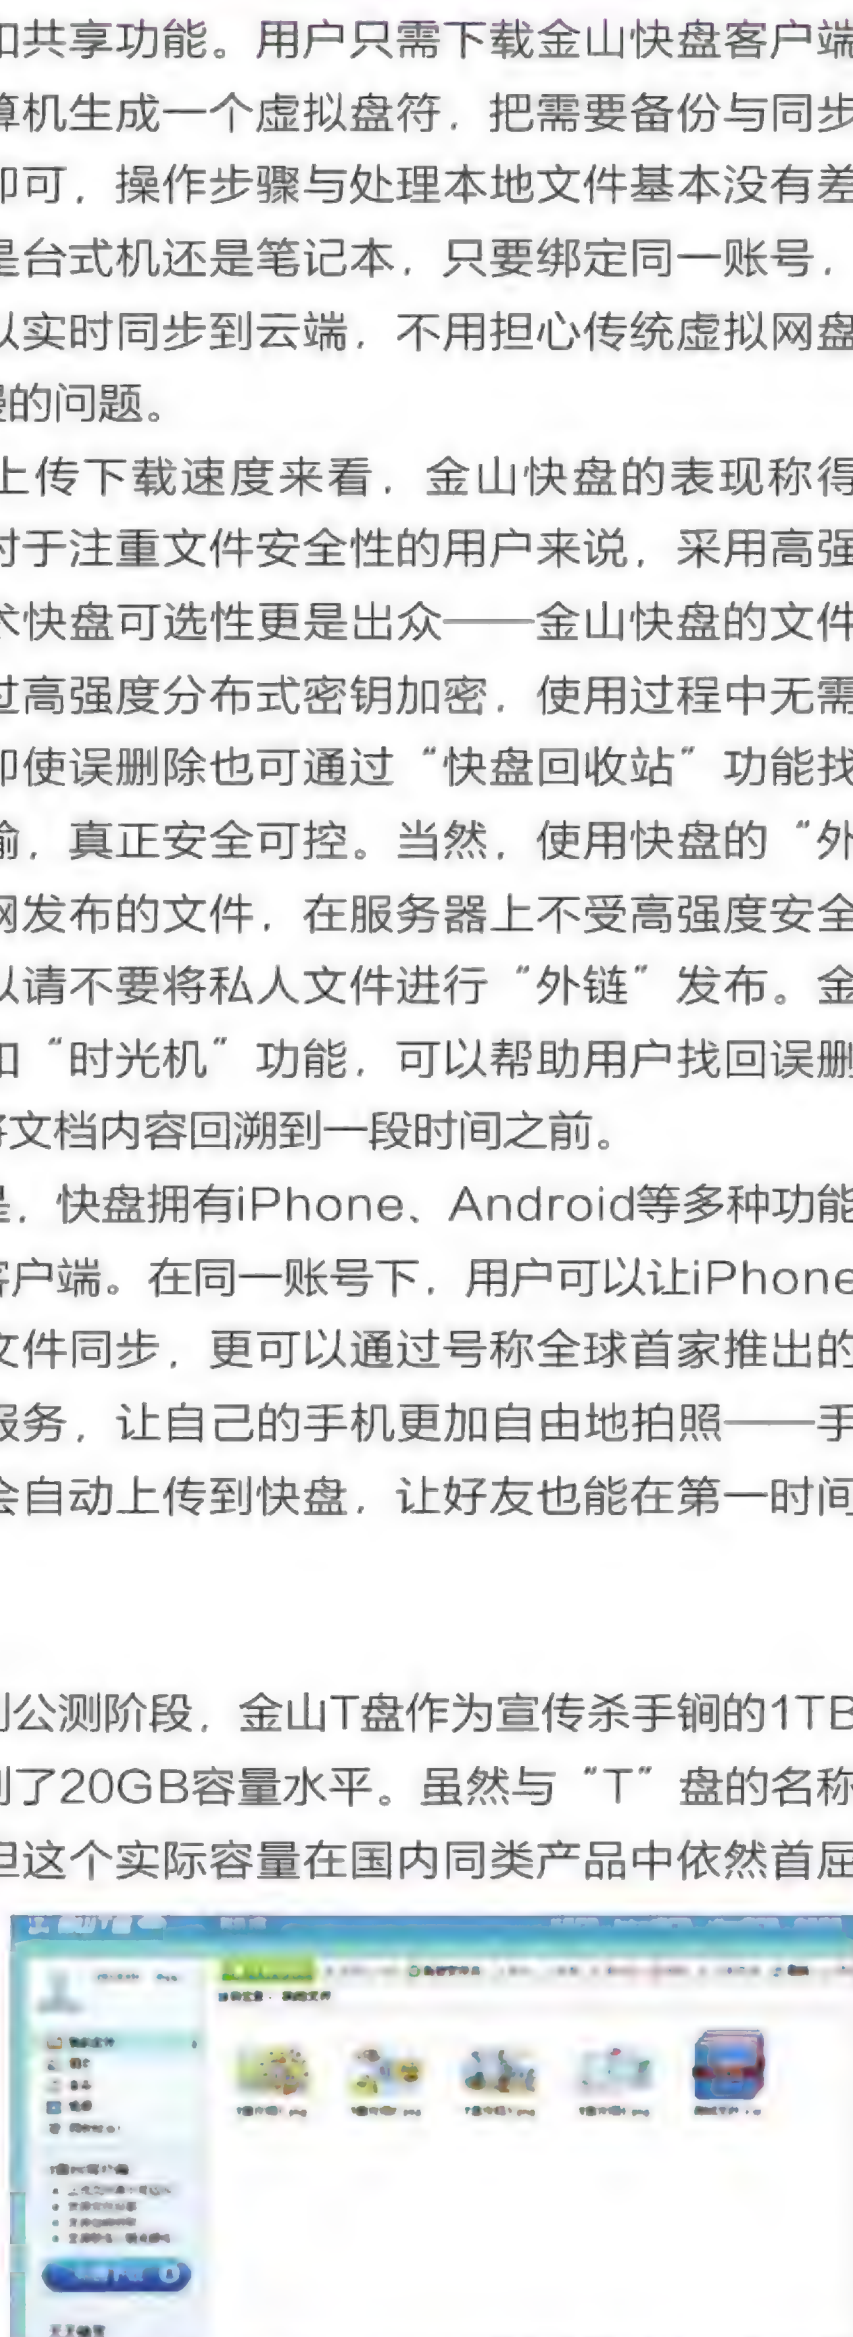 和共享功能。用户只需下载金山快盘客户端
算机生成一个虚拟盘符，把需要备份与同步
即可，操作步骤与处理本地文件基本没有差
是台式机还是笔记本，只要绑定同一账号，
以实时同步到云端，不用担心传统虚拟网盘
慢的问题。
上传下载速度来看，金山快盘的表现称得
对于注重文件安全性的用户来说，采用高强
术快盘可选性更是出众——金山快盘的文件
过高强度分布式密钥加密，使用过程中无需
即使误删除也可通过“快盘回收站”功能找
输，真正安全可控。当然，使用快盘的“外
网发布的文件，在服务器上不受高强度安全
以请不要将私人文件进行“外链”发布。金
和“时光机”功能，可以帮助用户找回误删
将文档内容回溯到一段时间之前。
是，快盘拥有iPhone、Android等多种功能
客户端。在同一账号下，用户可以让iPhone
文件同步，更可以通过号称全球首家推出的
服务，让自己的手机更加自由地拍照——手
会自动上传到快盘，让好友也能在第一时间
到公测阶段，金山T盘作为宣传杀手锏的1TB
到了20GB容量水平。虽然与“T”盘的名称
但这个实际容量在国内同类产品中依然首屈